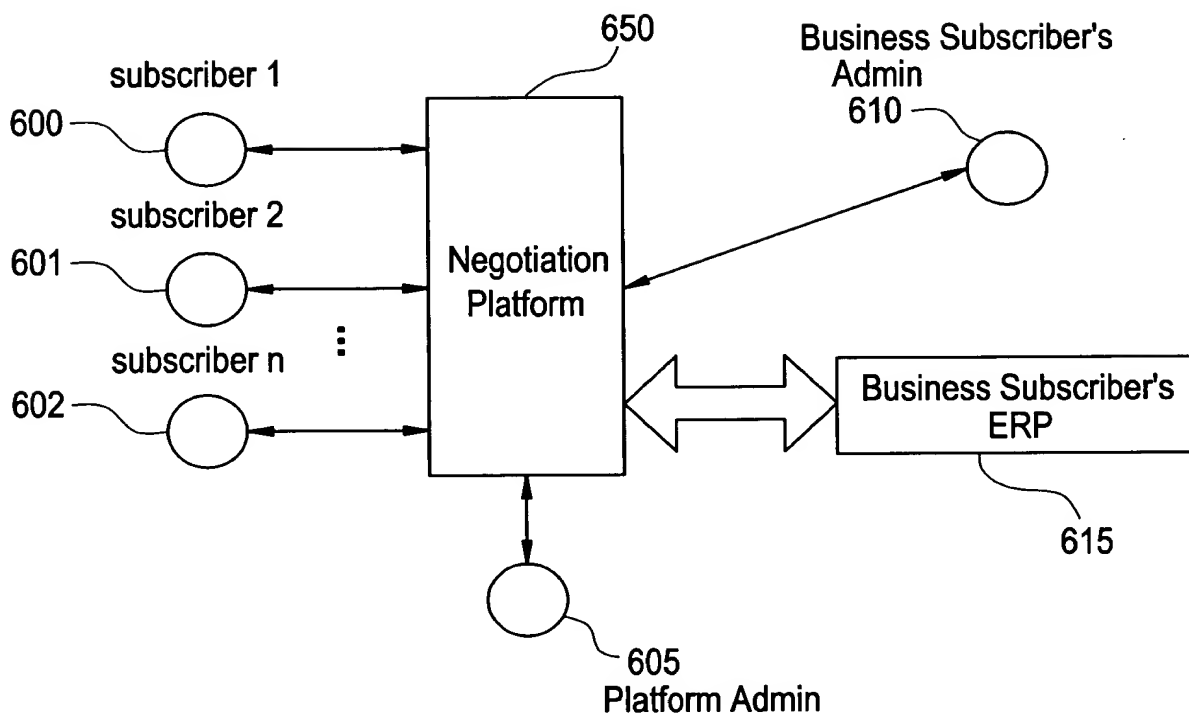 650
Business Subscriber's
Admin
610
subscriber 1
600
subscriber 2
601
Negotiation
Platform
...
subscriber n
602
Business Subscriber's
ERP
615
605
Platform Admin